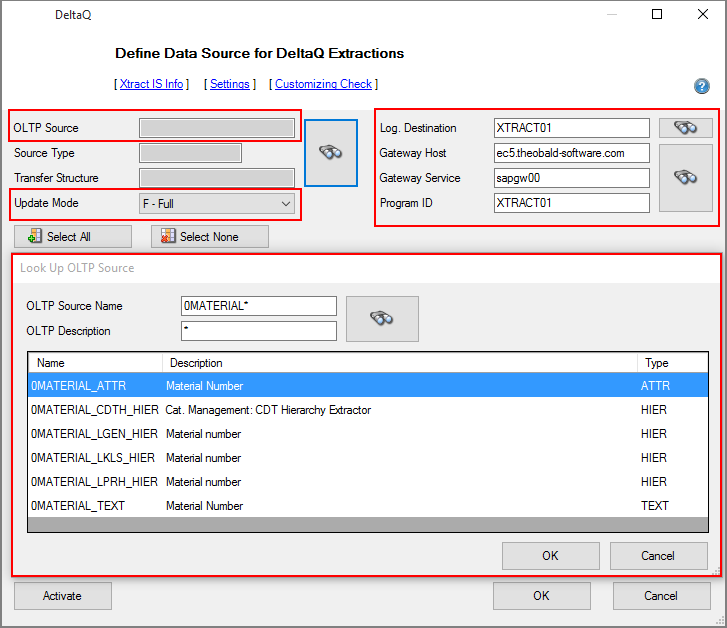 DeltaQ
Define Data Source for DeltaQ Extractions
[ Xtract IS Info ] [ Settings ] [ Customizing Check ]
?
OLTP Source
Source Type
Transfer Structure
Update Mode F - Full
Log. Destination XTRACT01
Gateway Host ec5.theobald-software.com
Gateway Service sapgw00
Program ID XTRACT01
Select All Select None
Look Up OLTP Source
OLTP Source Name 0MATERIAL*
OLTP Description *
Name Description Type
0MATERIAL_ATTR Material Number ATTR
0MATERIAL_CDTH_HIER Cat. Management: CDT Hierarchy Extractor HIER
0MATERIAL_LGEN_HIER Material number HIER
0MATERIAL_LKLS_HIER Material number HIER
0MATERIAL_LPRH_HIER Material number HIER
0MATERIAL_TEXT Material Number TEXT
OK Cancel
Activate OK Cancel